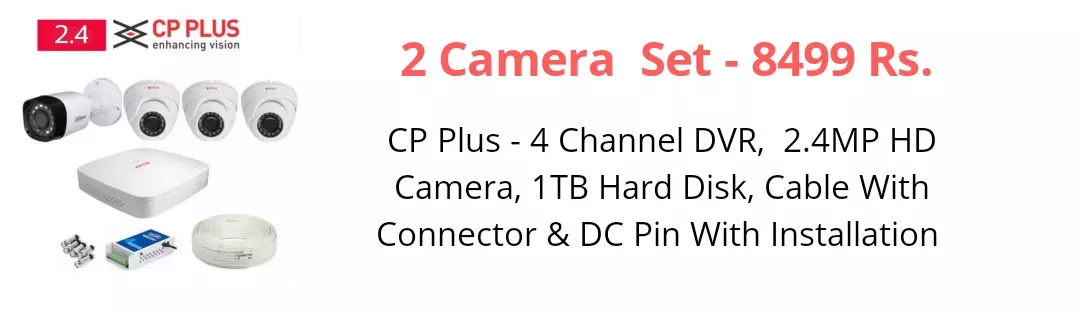 2.4 CP PLUS
enhancing vision
2 Camera Set - 8499 Rs.
CP Plus - 4 Channel DVR, 2.4MP HD
Camera, 1TB Hard Disk, Cable With
Connector & DC Pin With Installation